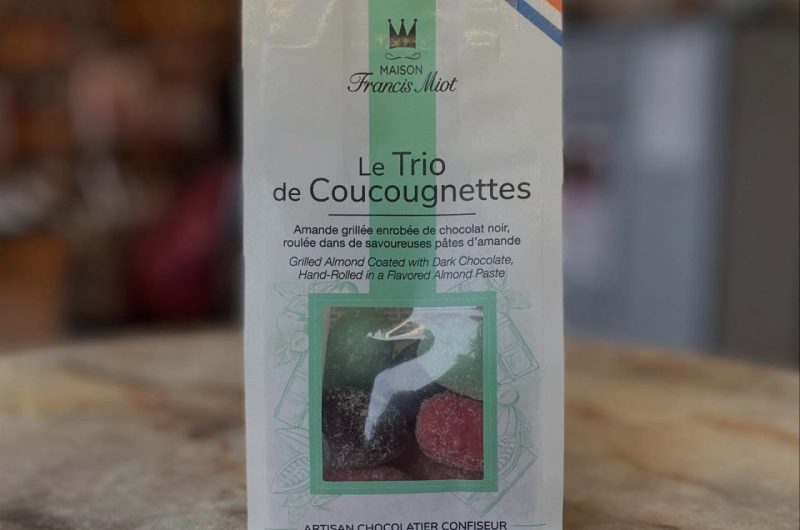 MAISON
Francis Miot
Le Trio
de Coucougnettes
Amande grillée enrobée de chocolat noir,
roulée dans de savoureuses pâtes d'amande
Grilled Almond Coated with Dark Chocolate,
Hand-Rolled in a Flavored Almond Paste
ARTISAN CHOCOLATIER CONFISEUR